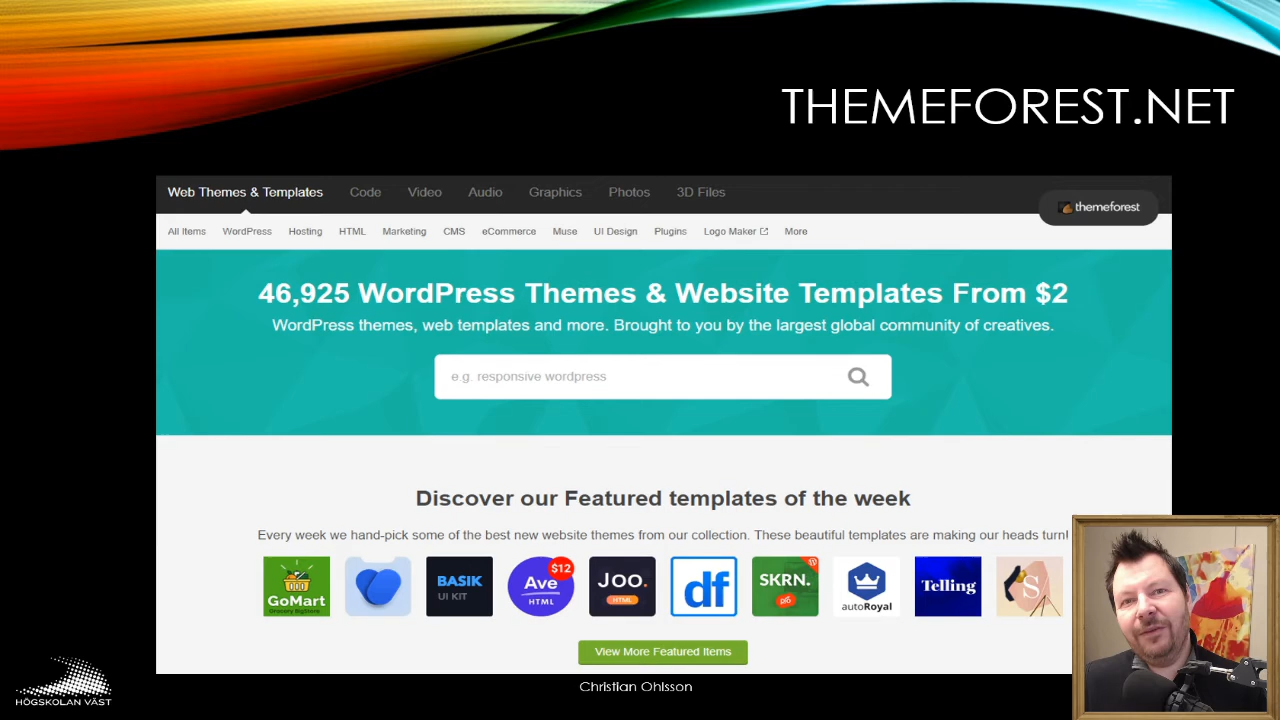 THEMEFOREST.NET
Web Themes & Templates Code Video Audio Graphics Photos 3D Files
themeforest
All Items WordPress Hosting HTML Marketing CMS eCommerce Muse UI Design Plugins Logo Maker More
46,925 WordPress Themes & Website Templates From $2
WordPress themes, web templates and more. Brought to you by the largest global community of creatives.
e.g. responsive wordpress
Discover our Featured templates of the week
Every week we hand-pick some of the best new website themes from our collection. These beautiful templates are making our heads turn!
GoMart
Grocery BigStore
BASIK
UI KIT
$12
Ave
HTML
Joo.
HTML
df
SKRN.
autoRoyal
Telling
S
View More Featured Items
Christian Ohlsson
HÖGSKOLAN VÄST